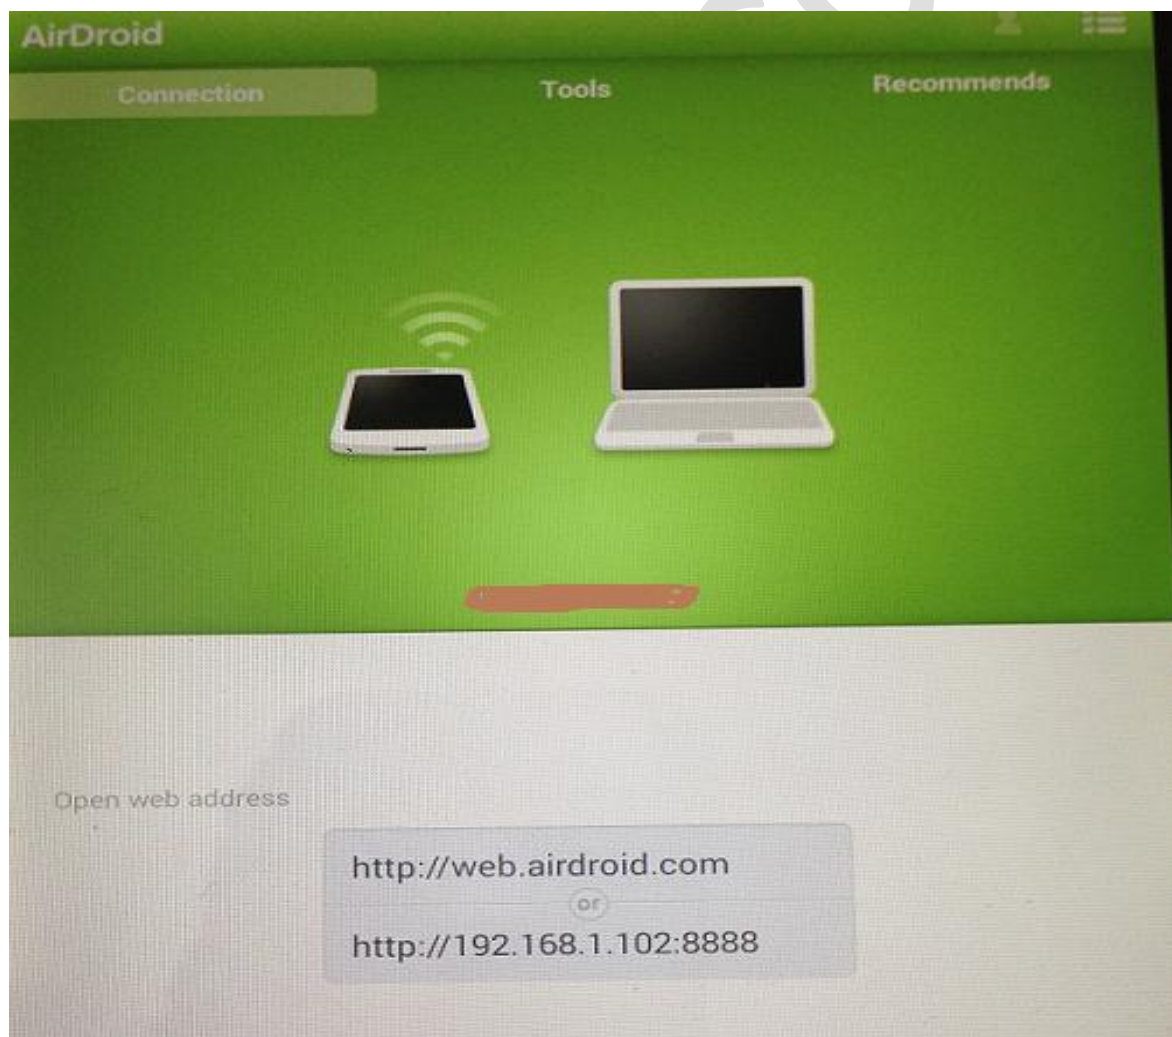 AirDroid
Connection Tools Recommends
Open web address
http://web.airdroid.com
or
http://192.168.1.102:8888